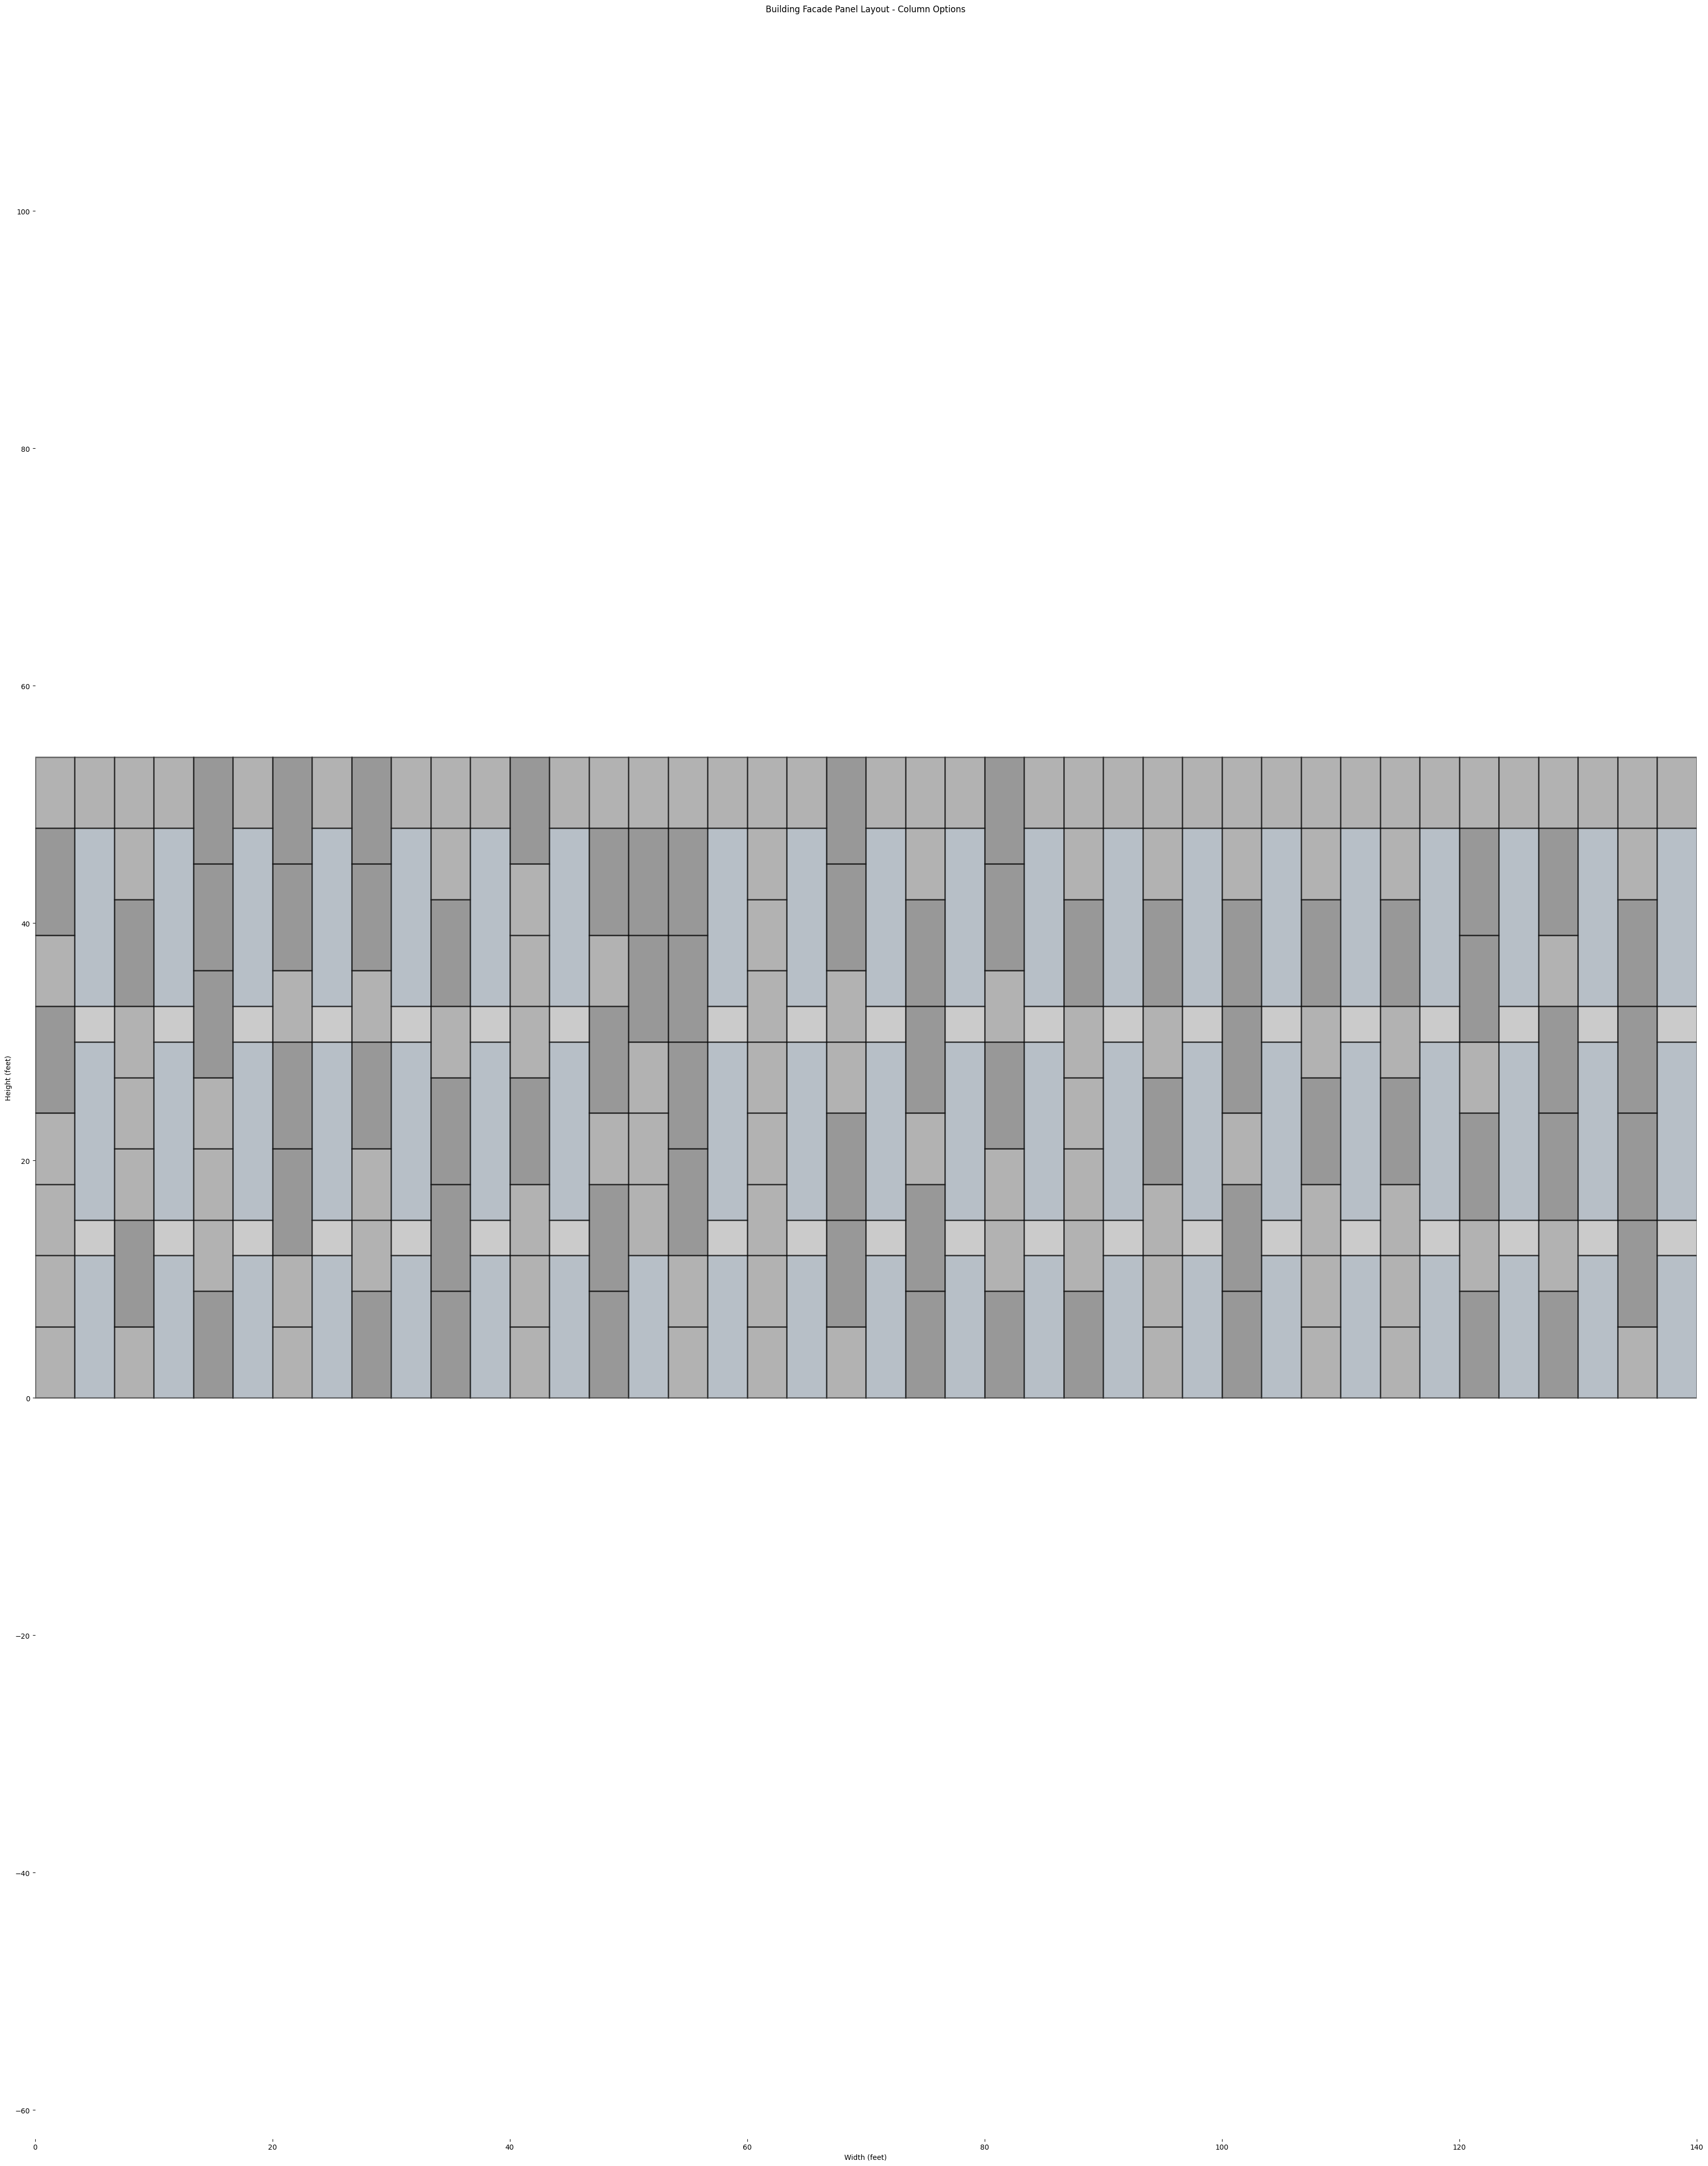 Building Facade Panel Layout - Column Options
100
80
60
40
20
0
−20
−40
−60
Height (feet)
0 20 40 60 80 100 120 140
Width (feet)